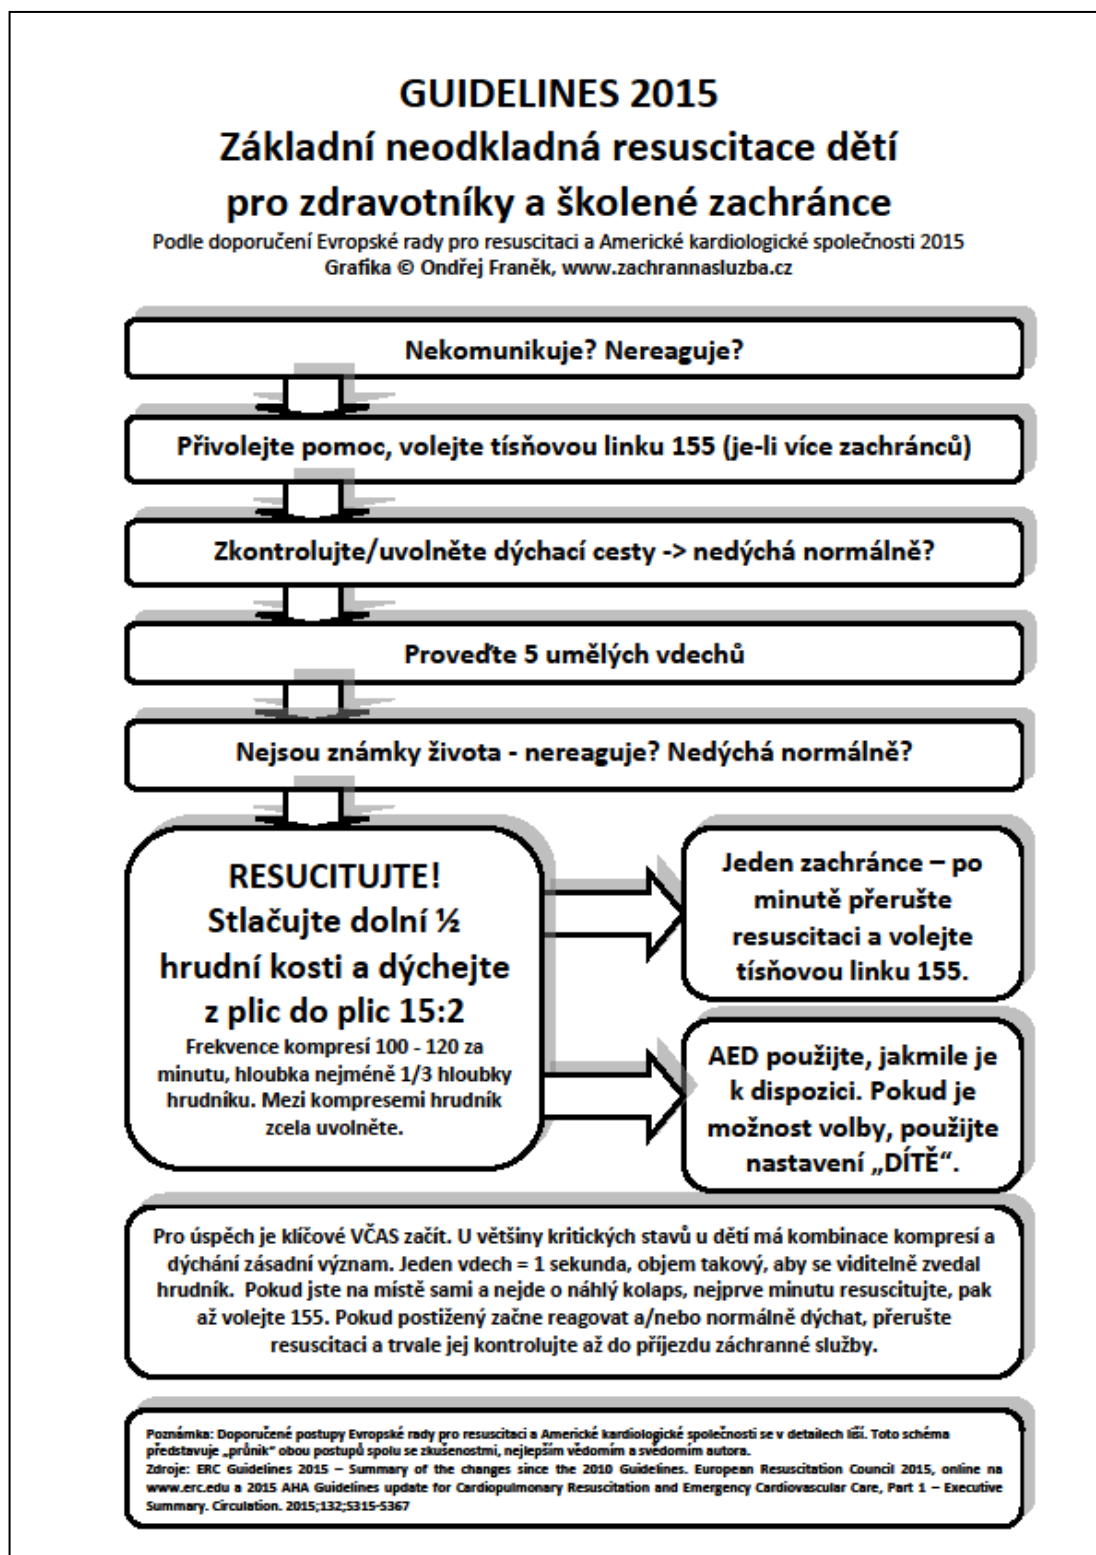 GUIDELINES 2015
Základní neodkladná resuscitace dětí
pro zdravotníky a školené zachránce
Podle doporučení Evropské rady pro resuscitaci a Americké kardiologické společnosti 2015
Grafika © Ondřej Franěk, www.zachrannasluzba.cz
Nekomunikuje? Nereaguje?
Přivolejte pomoc, volejte tísňovou linku 155 (je-li více zachránců)
Zkontrolujte/uvolněte dýchací cesty -> nedýchá normálně?
Proveďte 5 umělých vdechů
Nejsou známky života - nereaguje? Nedýchá normálně?
RESUCITUJTE!
Stlačujte dolní ½
hrudní kosti a dýchejte
z plic do plic 15:2
Frekvence kompresí 100 - 120 za
minutu, hloubka nejméně 1/3 hloubky
hrudníku. Mezi kompresemi hrudník
zcela uvolněte.
Jeden zachránce – po
minutě přerušte
resuscitaci a volejte
tísňovou linku 155.
AED použijte, jakmile je
k dispozici. Pokud je
možnost volby, použijte
nastavení „DÍTĚ“.
Pro úspěch je klíčové VČAS začít. U většiny kritických stavů u dětí má kombinace kompresí a
dýchání zásadní význam. Jeden vdech = 1 sekunda, objem takový, aby se viditelně zvedal
hrudník. Pokud jste na místě sami a nejde o náhlý kolaps, nejprve minutu resuscitujte, pak
až volejte 155. Pokud postižený začne reagovat a/nebo normálně dýchat, přerušte
resuscitaci a trvale jej kontrolujte až do příjezdu záchranné služby.
Poznámka: Doporučené postupy Evropské rady pro resuscitaci a Americké kardiologické společnosti se v detailech liší. Toto schéma
představuje „průnik“ obou postupů spolu se zkušenostmi, nejlepším vědomím a svědomím autora.
Zdroje: ERC Guidelines 2015 – Summary of the changes since the 2010 Guidelines. European Resuscitation Council 2015, online na
www.erc.edu a 2015 AHA Guidelines update for Cardiopulmonary Resuscitation and Emergency Cardiovascular Care, Part 1 – Executive
Summary. Circulation. 2015;132;S315-S367